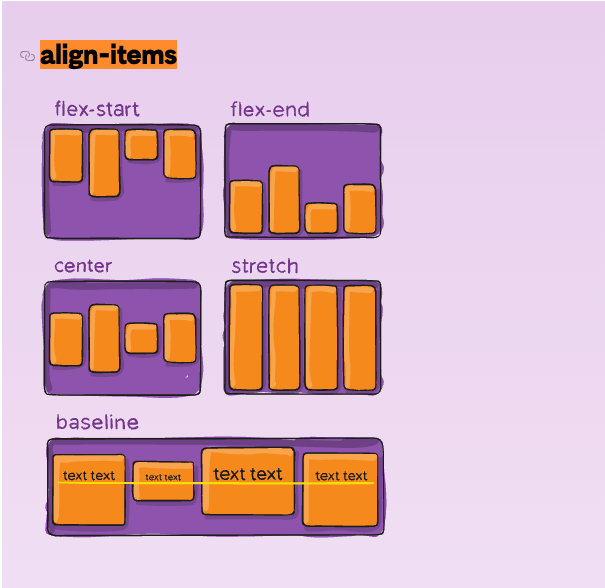 align-items
flex-start
flex-end
center
stretch
baseline
text text
text text
text text
text text